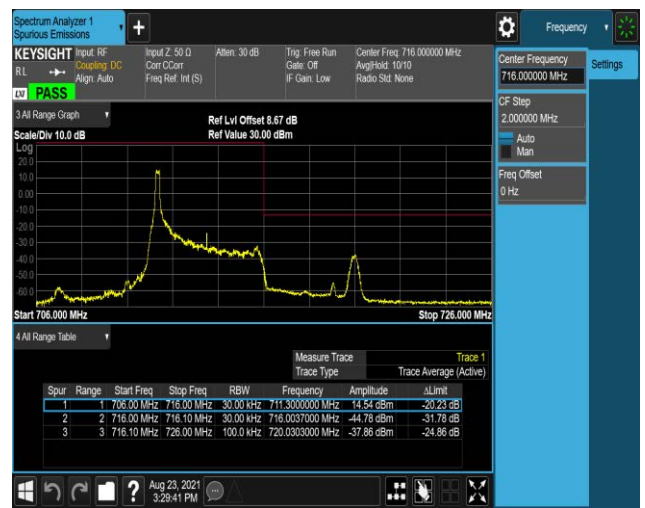 Spectrum Analyzer 1
Spurious Emissions
Frequency
KEYSIGHT
Input: RF
Coupling: DC
Align: Auto
Input Z: 50 Ω
Corr CCorr
Freq Ref: Int (S)
Atten: 30 dB
Trig: Free Run
Gate: Off
IF Gain: Low
Center Freq: 716.000000 MHz
Avg|Hold: 10/10
Radio Std: None
RL
LXI
PASS
Center Frequency
716.000000 MHz
Settings
CF Step
2.000000 MHz
Auto
Man
Freq Offset
0 Hz
3 All Range Graph
Scale/Div 10.0 dB
Ref Lvl Offset 8.67 dB
Ref Value 30.00 dBm
Log
20.0
10.0
0.00
-10.0
-20.0
-30.0
-40.0
-50.0
-60.0
Start 706.000 MHz
Stop 726.000 MHz
4 All Range Table
Measure Trace Trace 1
Trace Type Trace Average (Active)
Spur Range Start Freq Stop Freq RBW Frequency Amplitude ΔLimit
1 1 706.00 MHz 716.00 MHz 30.00 kHz 711.3000000 MHz 14.54 dBm -20.23 dB
2 2 716.00 MHz 716.10 MHz 30.00 kHz 716.0037000 MHz -44.78 dBm -31.78 dB
3 3 716.10 MHz 726.00 MHz 100.0 kHz 720.0303000 MHz -37.86 dBm -24.86 dB
?
Aug 23, 2021
3:29:41 PM